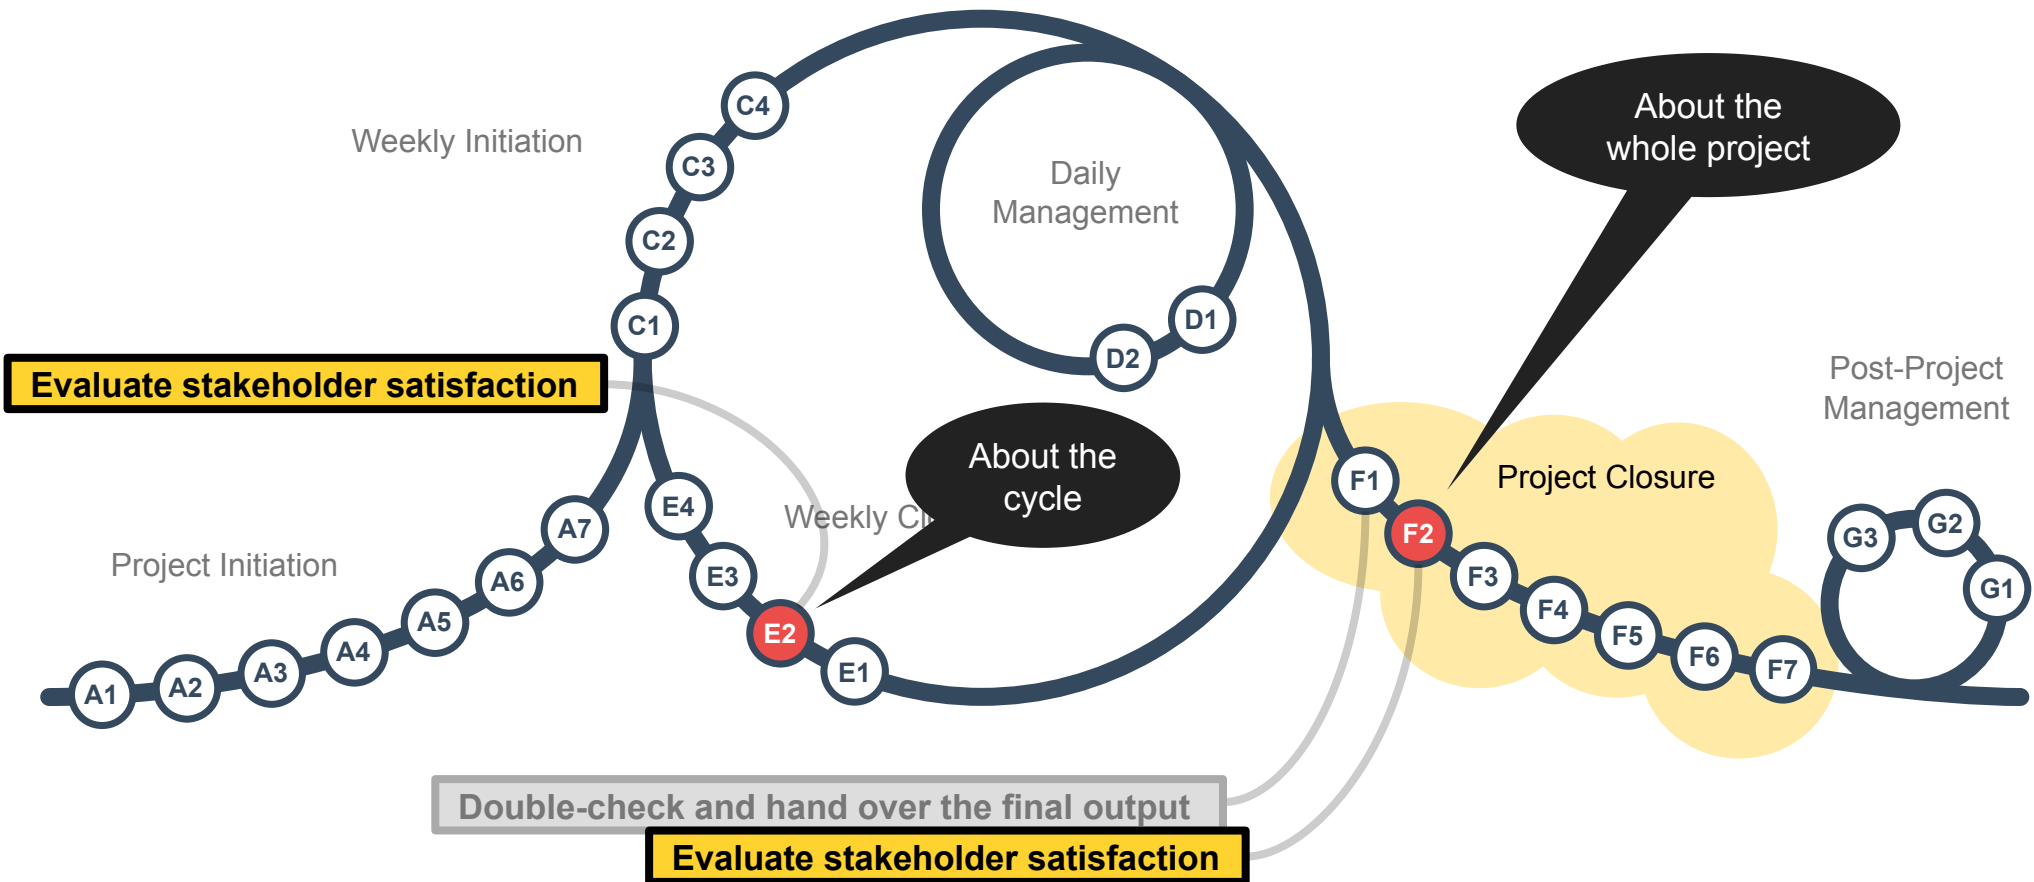 C4
About the
whole project
Weekly Initiation
C3
Daily
Management
C2
C1
D1
D2
Evaluate stakeholder satisfaction
Post-Project
Management
About the
cycle
F1
Project Closure
E4
Weekly Cl
A7
F2
G3
G2
Project Initiation
A6
E3
F3
G1
A5
E2
F4
A4
F5
A3
E1
F6
A2
F7
A1
Double-check and hand over the final output
Evaluate stakeholder satisfaction